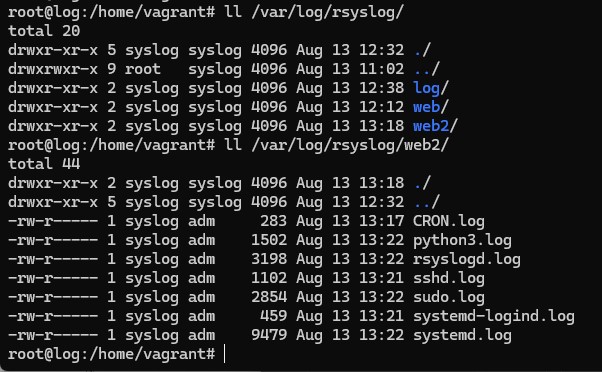 root@log:/home/vagrant# ll /var/log/rsyslog/
total 20
drwxr-xr-x 5 syslog syslog 4096 Aug 13 12:32 ./
drwxrwxr-x 9 root   syslog 4096 Aug 13 11:02 ../
drwxr-xr-x 2 syslog syslog 4096 Aug 13 12:38 log/
drwxr-xr-x 2 syslog syslog 4096 Aug 13 12:12 web/
drwxr-xr-x 2 syslog syslog 4096 Aug 13 13:18 web2/
root@log:/home/vagrant# ll /var/log/rsyslog/web2/
total 44
drwxr-xr-x 2 syslog syslog 4096 Aug 13 13:18 ./
drwxr-xr-x 5 syslog syslog 4096 Aug 13 12:32 ../
-rw-r----- 1 syslog adm     283 Aug 13 13:17 CRON.log
-rw-r----- 1 syslog adm    1502 Aug 13 13:22 python3.log
-rw-r----- 1 syslog adm    3198 Aug 13 13:22 rsyslogd.log
-rw-r----- 1 syslog adm    1102 Aug 13 13:21 sshd.log
-rw-r----- 1 syslog adm    2854 Aug 13 13:22 sudo.log
-rw-r----- 1 syslog adm     459 Aug 13 13:21 systemd-logind.log
-rw-r----- 1 syslog adm    9479 Aug 13 13:22 systemd.log
root@log:/home/vagrant#